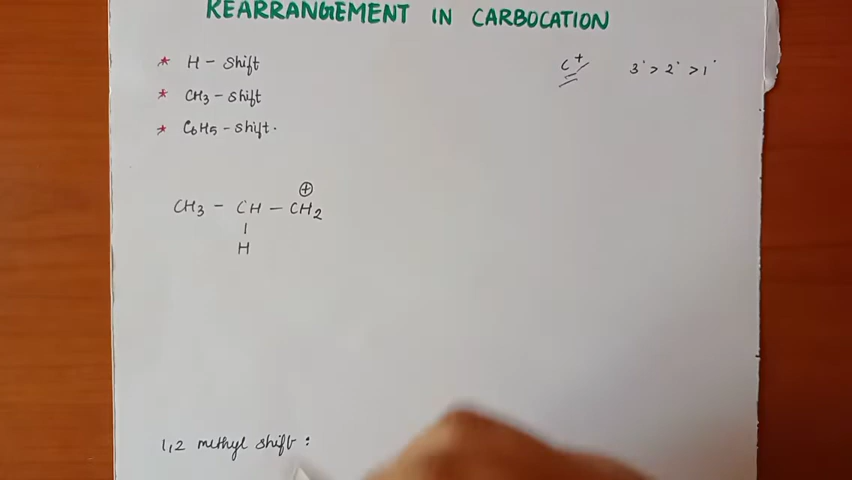 REARRANGEMENT IN CARBOCATION
* H - shift
C+ 3° > 2° > 1°
* CH3 - shift
* C6H5 - shift.
⊕
CH3 - CH - CH2
|
H
1,2 methyl shift :